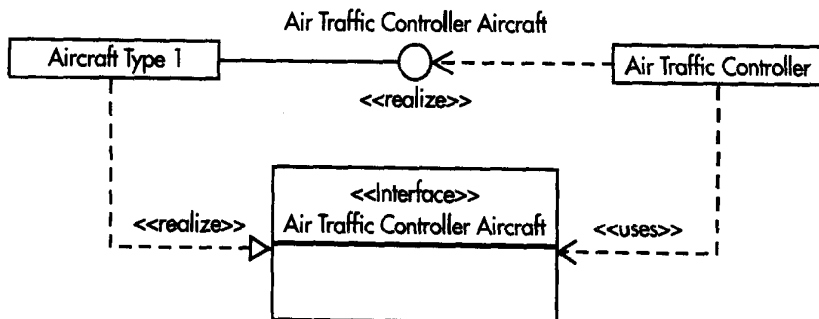 Air Traffic Controller Aircraft
Aircraft Type 1
Air Traffic Controller
<<realize>>
<<Interface>>
Air Traffic Controller Aircraft
<<realize>>
<<uses>>